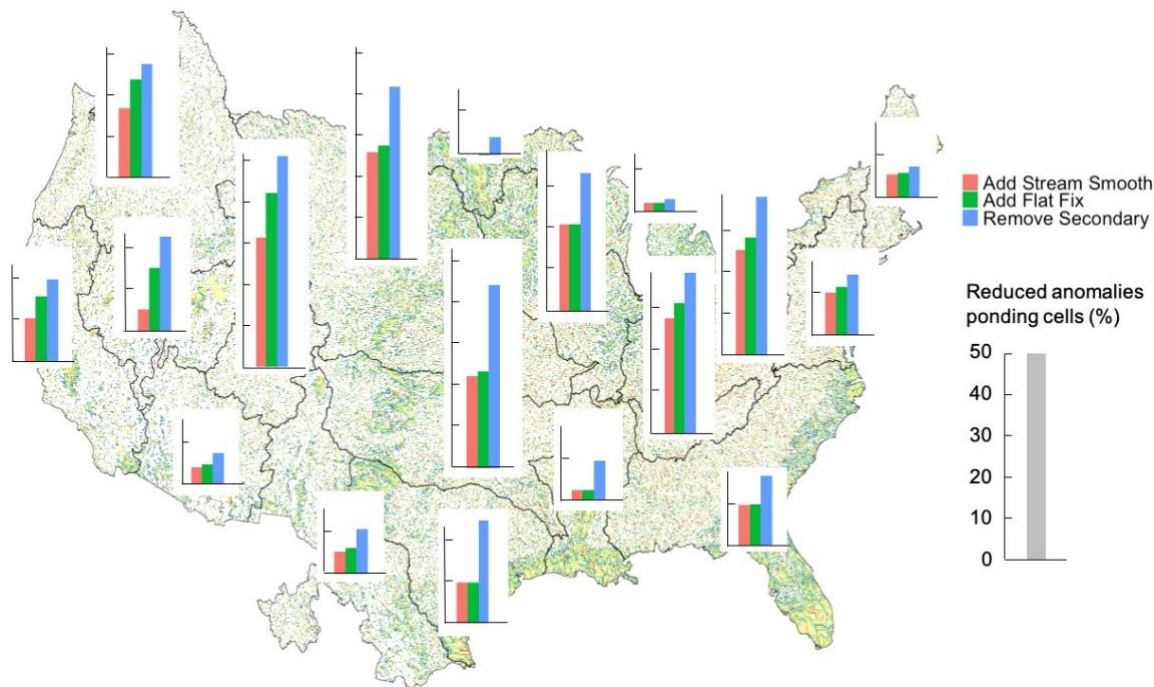 Add Stream Smooth
Add Flat Fix
Remove Secondary
Reduced anomalies
ponding cells (%)
50
40
30
20
10
0